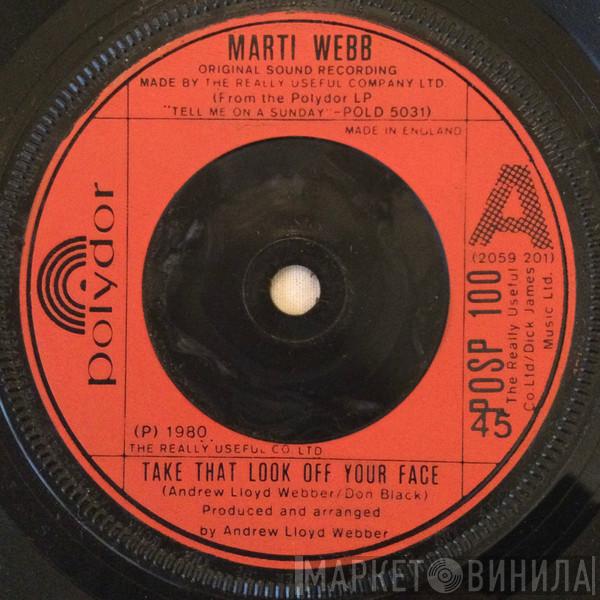 MARTI WEBB
ORIGINAL SOUND RECORDING
MADE BY THE REALLY USEFUL COMPANY LTD.
(From the Polydor LP
"TELL ME ON A SUNDAY"-POLD 5031)
MADE IN ENGLAND
polydor
A
(2059 201)
POSP 100
45
The Really Useful
Co Ltd/Dick James
Music Ltd.
(P) 1980
THE REALLY USEFUL CO LTD
TAKE THAT LOOK OFF YOUR FACE
(Andrew Lloyd Webber/Don Black)
Produced and arranged
by Andrew Lloyd Webber
МАРКЕТ ВИНИЛА